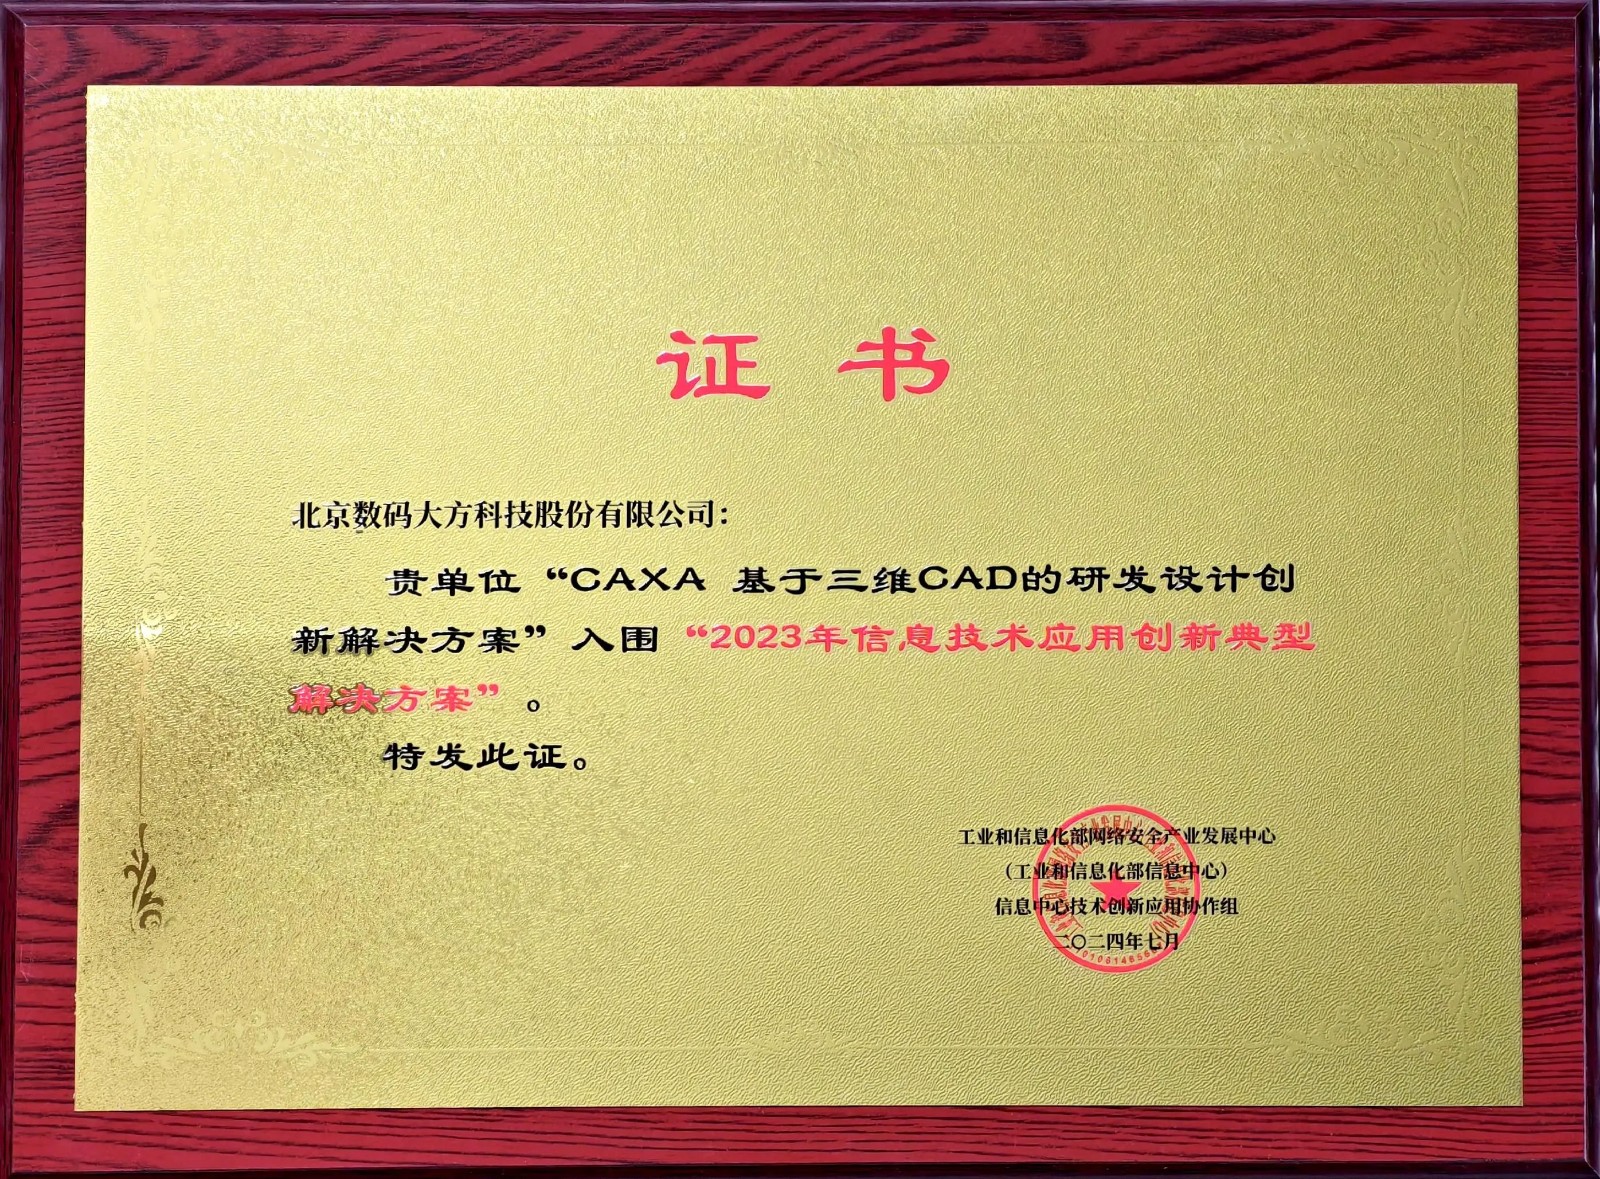 证 书
北京数码大方科技股份有限公司：
贵单位“CAXA 基于三维CAD的研发设计创
新解决方案”入围“2023年信息技术应用创新典型
解决方案”。
特发此证。
工业和信息化部网络安全产业发展中心
（工业和信息化部信息中心）
信息中心技术创新应用协作组
二〇二四年七月